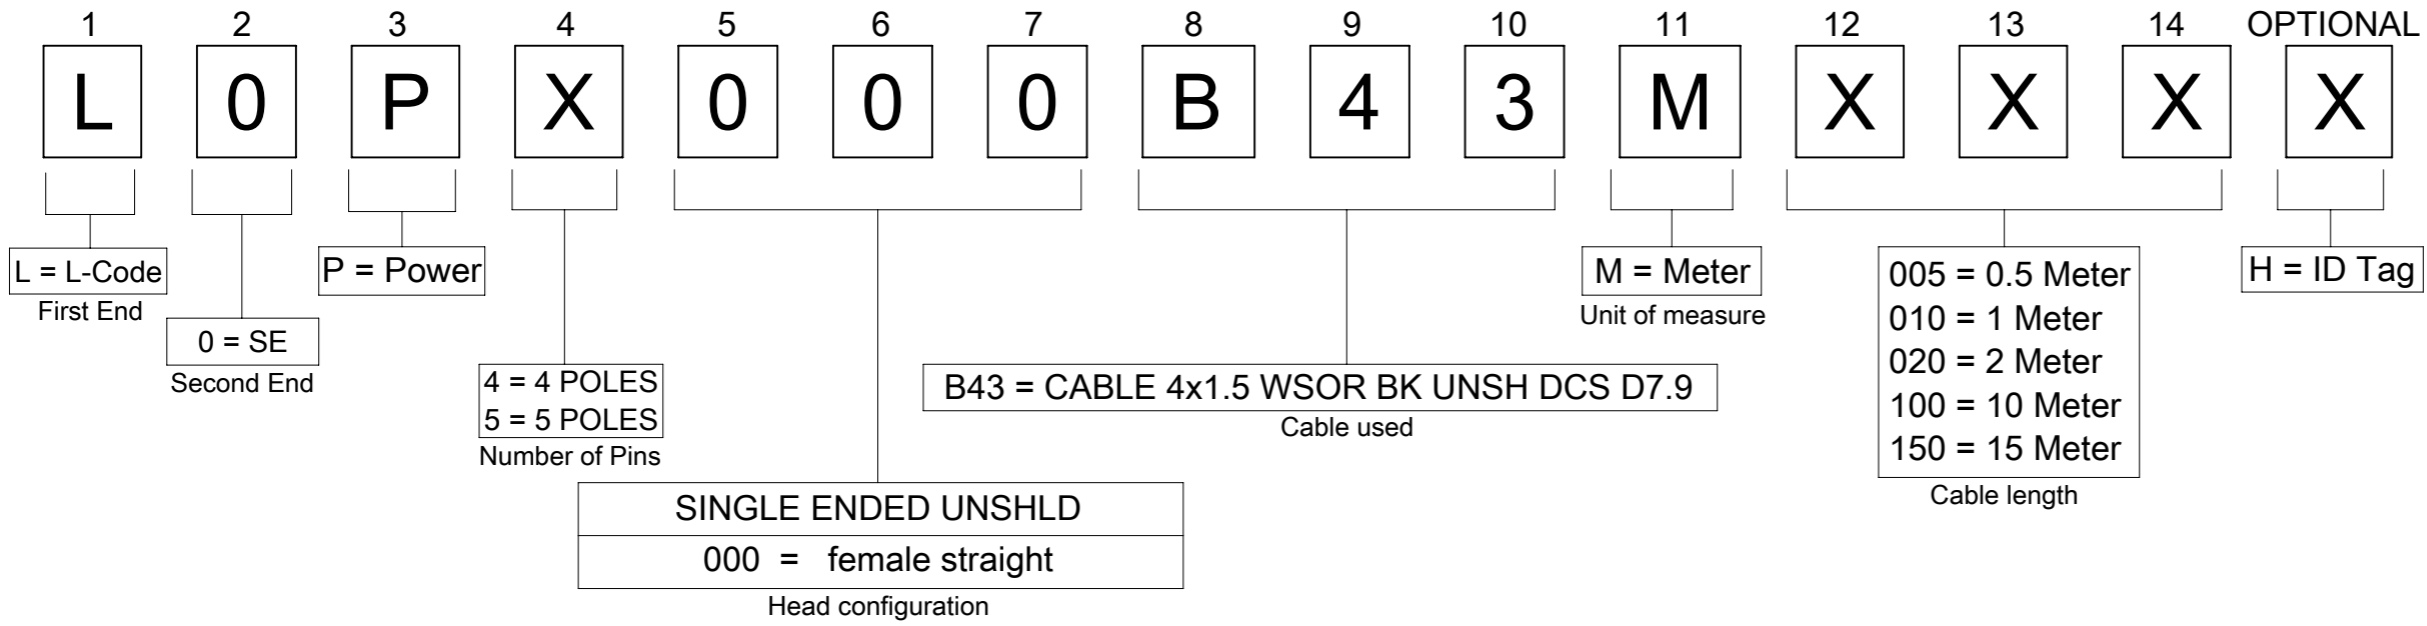 1 2 3 4 5 6 7 8 9 10 11 12 13 14 OPTIONAL
L 0 P X 0 0 0 B 4 3 M X X X X
L = L-Code
First End
0 = SE
Second End
P = Power
4 = 4 POLES
5 = 5 POLES
Number of Pins
SINGLE ENDED UNSHLD
000 = female straight
Head configuration
B43 = CABLE 4x1.5 WSOR BK UNSH DCS D7.9
Cable used
M = Meter
Unit of measure
005 = 0.5 Meter
010 = 1 Meter
020 = 2 Meter
100 = 10 Meter
150 = 15 Meter
Cable length
H = ID Tag